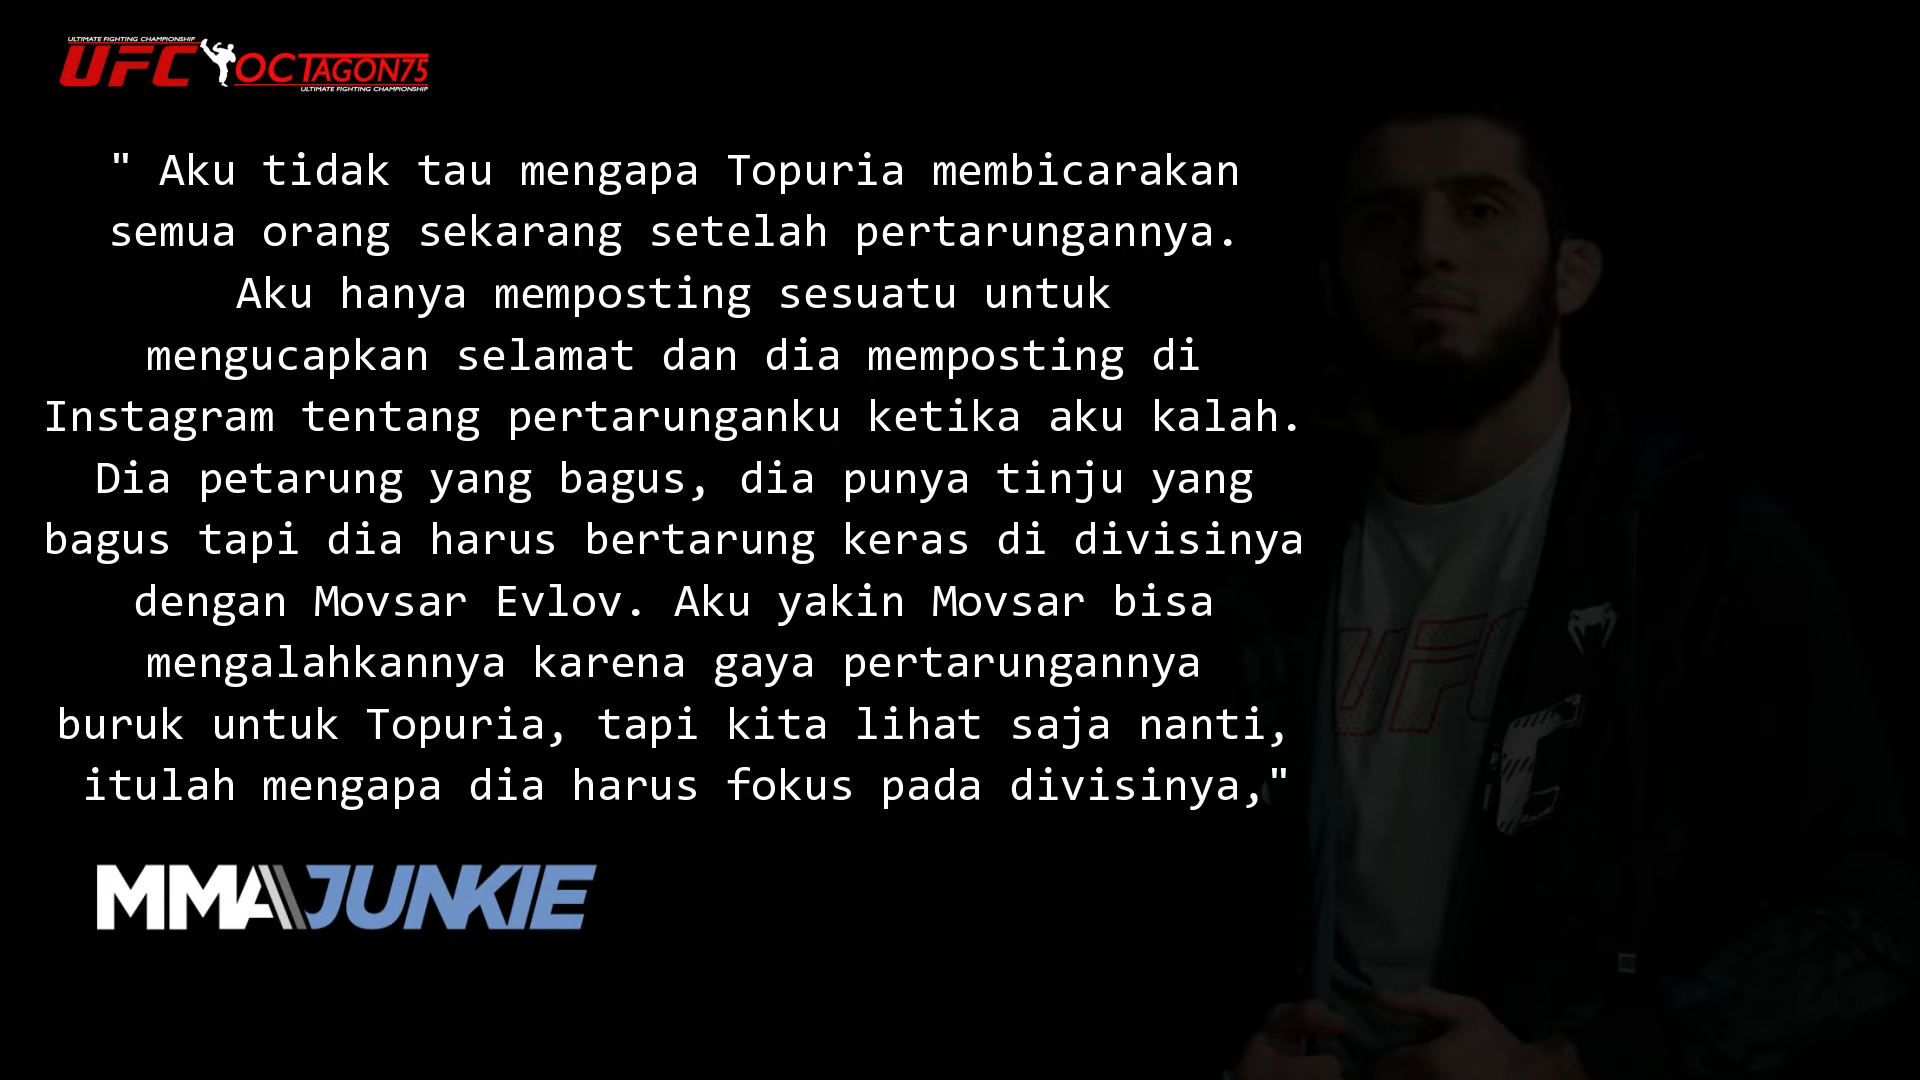 ULTIMATE FIGHTING CHAMPIONSHIP
UFC OCTAGON75
ULTIMATE FIGHTING CHAMPIONSHIP
" Aku tidak tau mengapa Topuria membicarakan
semua orang sekarang setelah pertarungannya.
Aku hanya memposting sesuatu untuk
mengucapkan selamat dan dia memposting di
Instagram tentang pertarunganku ketika aku kalah.
Dia petarung yang bagus, dia punya tinju yang
bagus tapi dia harus bertarung keras di divisinya
dengan Movsar Evlov. Aku yakin Movsar bisa
mengalahkannya karena gaya pertarungannya
buruk untuk Topuria, tapi kita lihat saja nanti,
itulah mengapa dia harus fokus pada divisinya,"
UFC
MMAJUNKIE